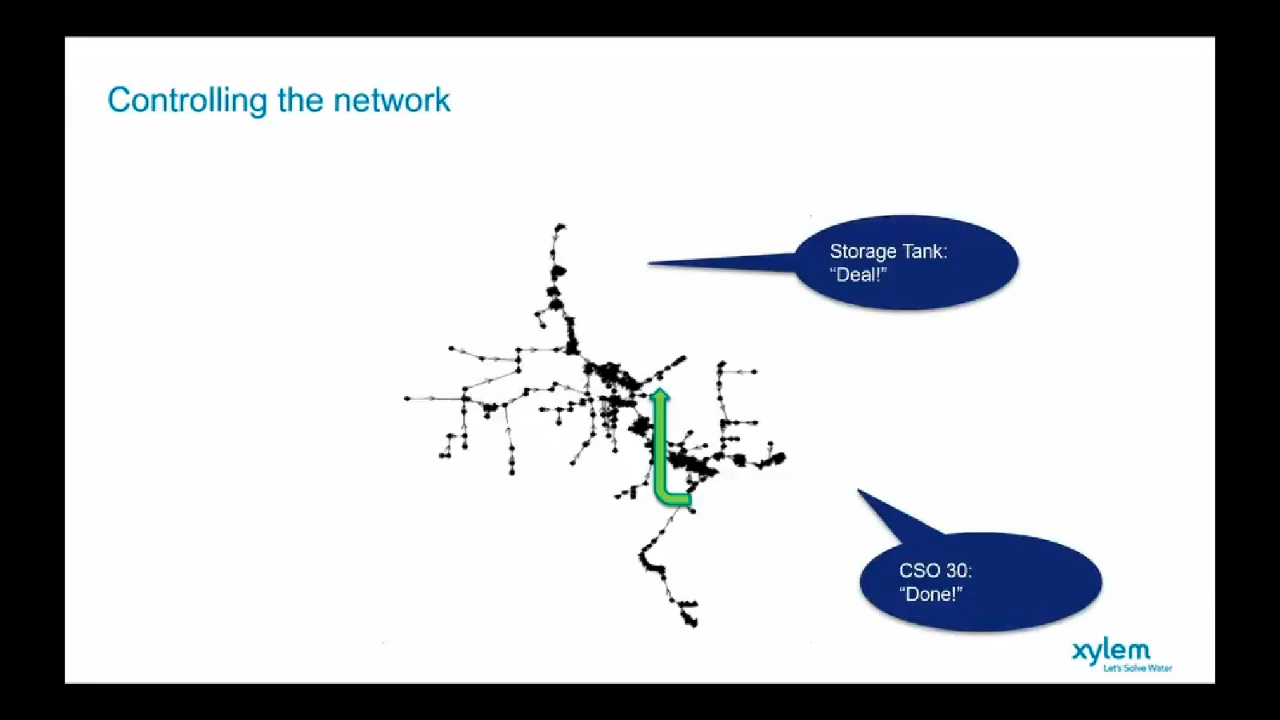 Controlling the network
Storage Tank:
“Deal!”
CSO 30:
“Done!”
xylem
Let's Solve Water